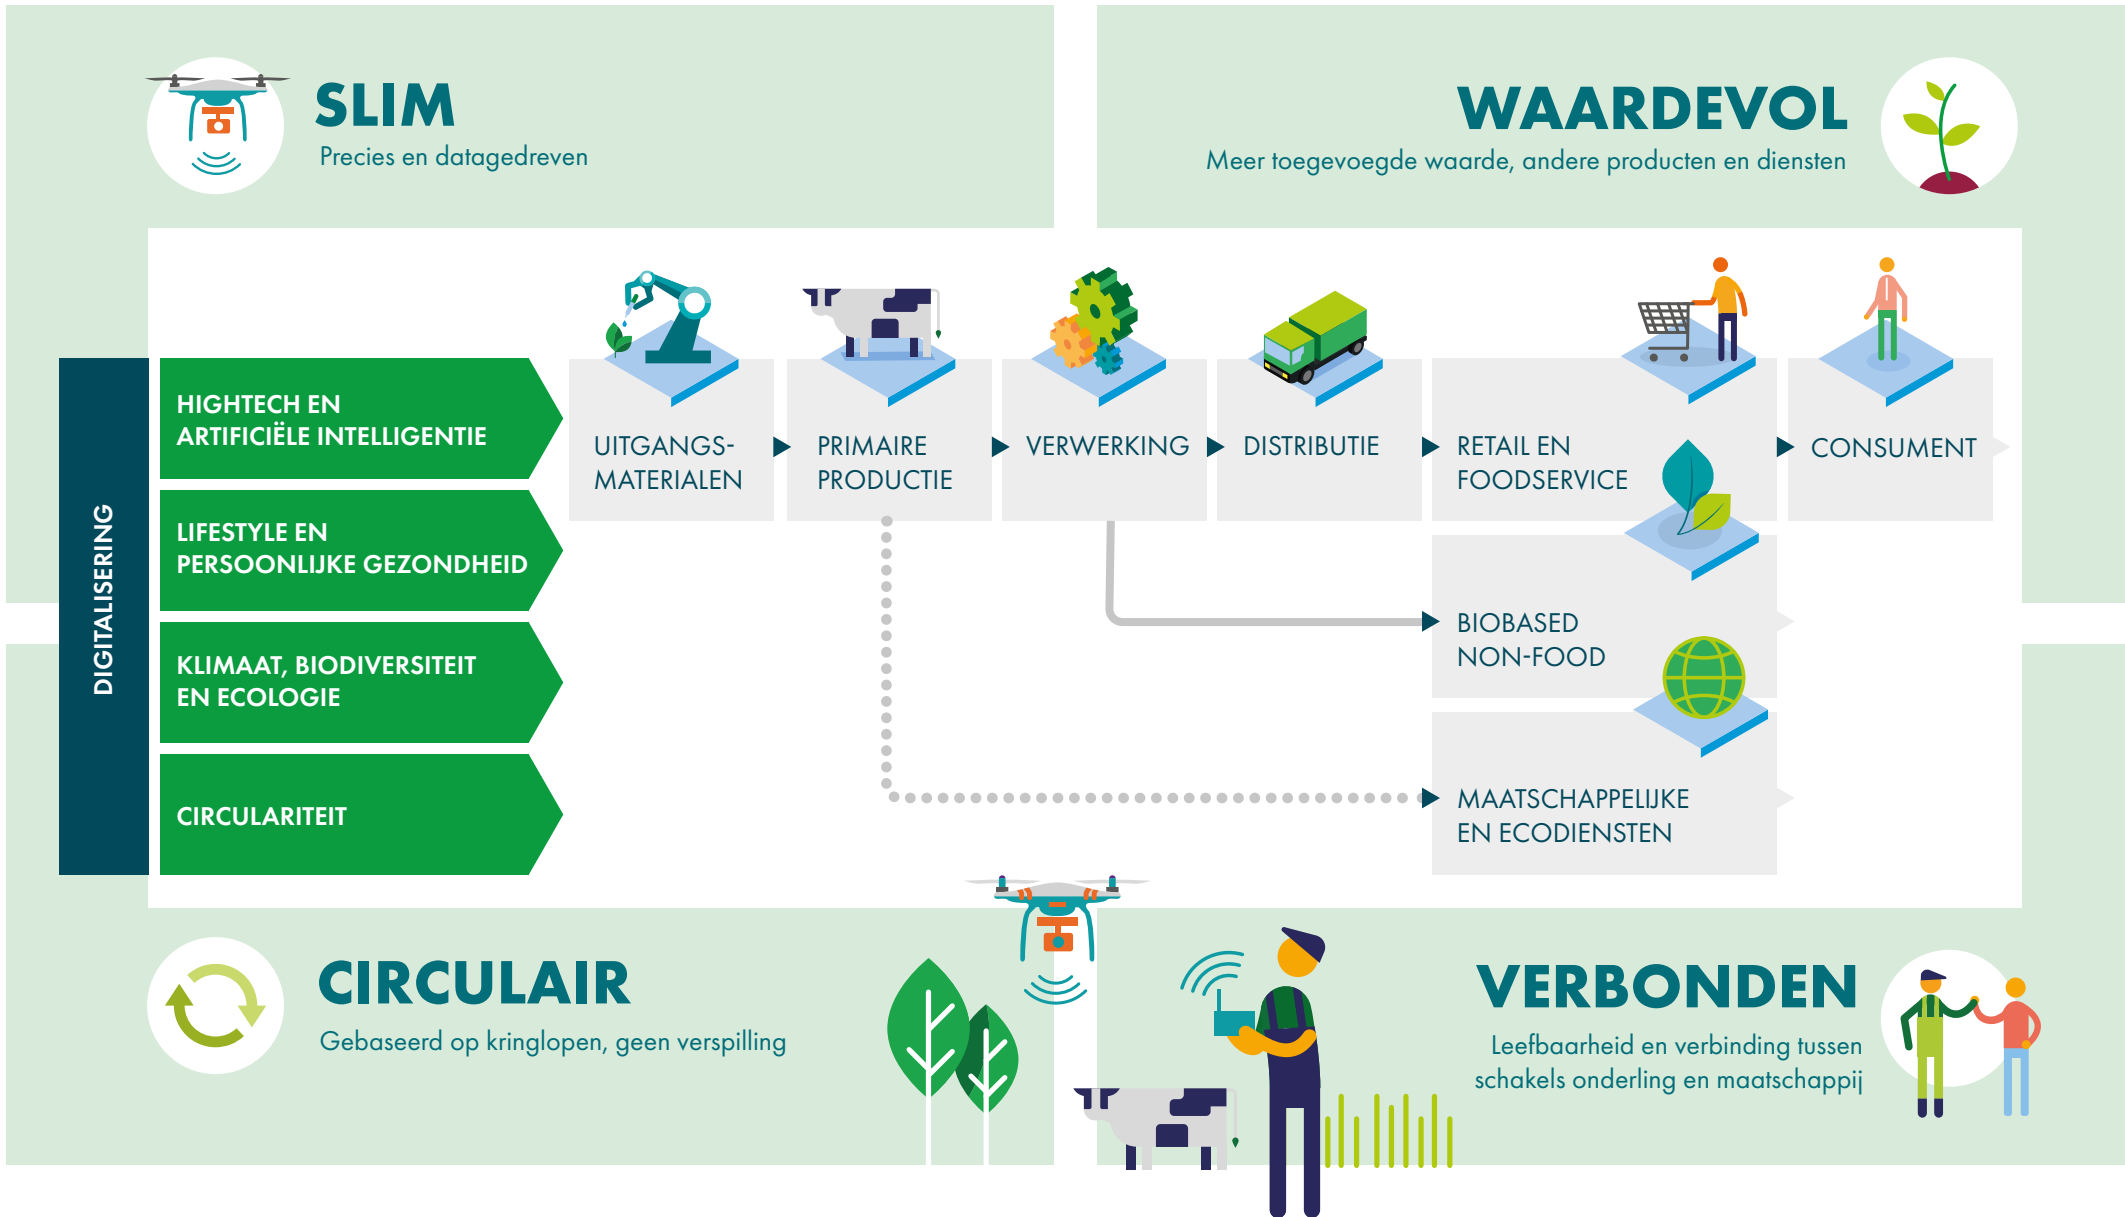 SLIM
Precies en datagedreven
WAARDEVOL
Meer toegevoegde waarde, andere producten en diensten
DIGITALISERING
HIGHTECH EN
ARTIFICIËLE INTELLIGENTIE
LIFESTYLE EN
PERSOONLIJKE GEZONDHEID
KLIMAAT, BIODIVERSITEIT
EN ECOLOGIE
CIRCULARITEIT
UITGANGS-
MATERIALEN
PRIMAIRE
PRODUCTIE
VERWERKING
DISTRIBUTIE
RETAIL EN
FOODSERVICE
CONSUMENT
BIOBASED
NON-FOOD
MAATSCHAPPELIJKE
EN ECODIENSTEN
CIRCULAIR
Gebaseerd op kringlopen, geen verspilling
VERBONDEN
Leefbaarheid en verbinding tussen
schakels onderling en maatschappij